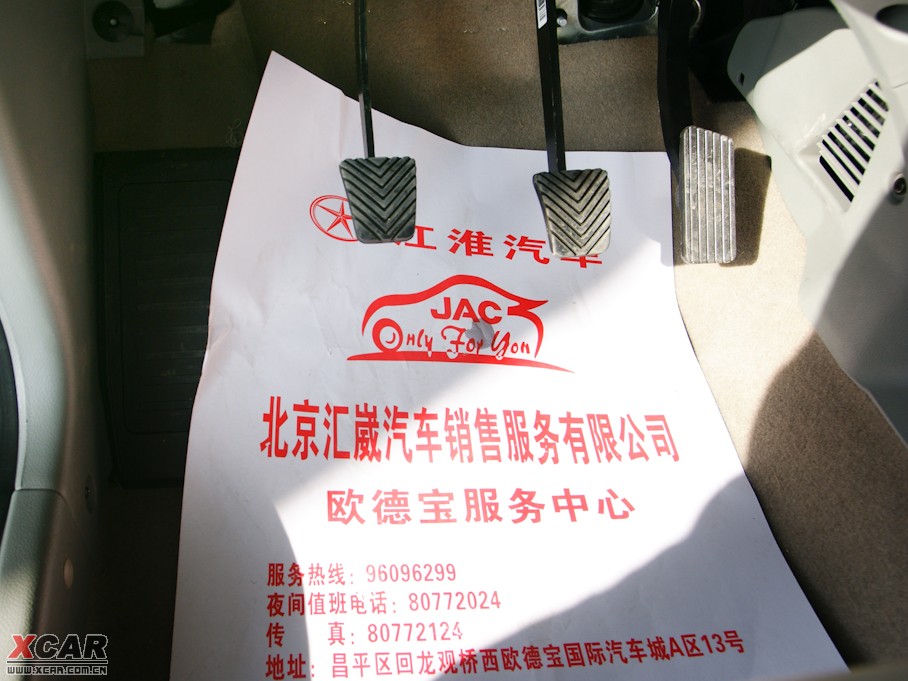 江淮汽车
JAC
Only For You
北京汇崴汽车销售服务有限公司
欧德宝服务中心
服务热线：96096299
夜间值班电话：80772024
传　　真：80772124
地址：昌平区回龙观桥西欧德宝国际汽车城A区13号
XCAR
WWW.XCAR.COM.CN